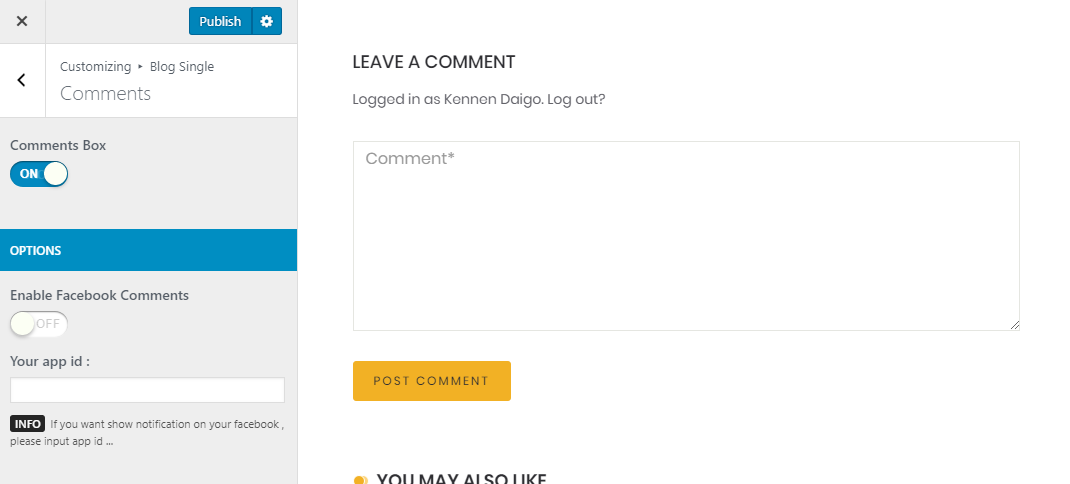 Publish
Customizing ▸ Blog Single
Comments
Comments Box
ON
OPTIONS
Enable Facebook Comments
OFF
Your app id :
INFO If you want show notification on your facebook ,
please input app id ...
LEAVE A COMMENT
Logged in as Kennen Daigo. Log out?
Comment*
POST COMMENT
YOU MAY ALSO LIKE